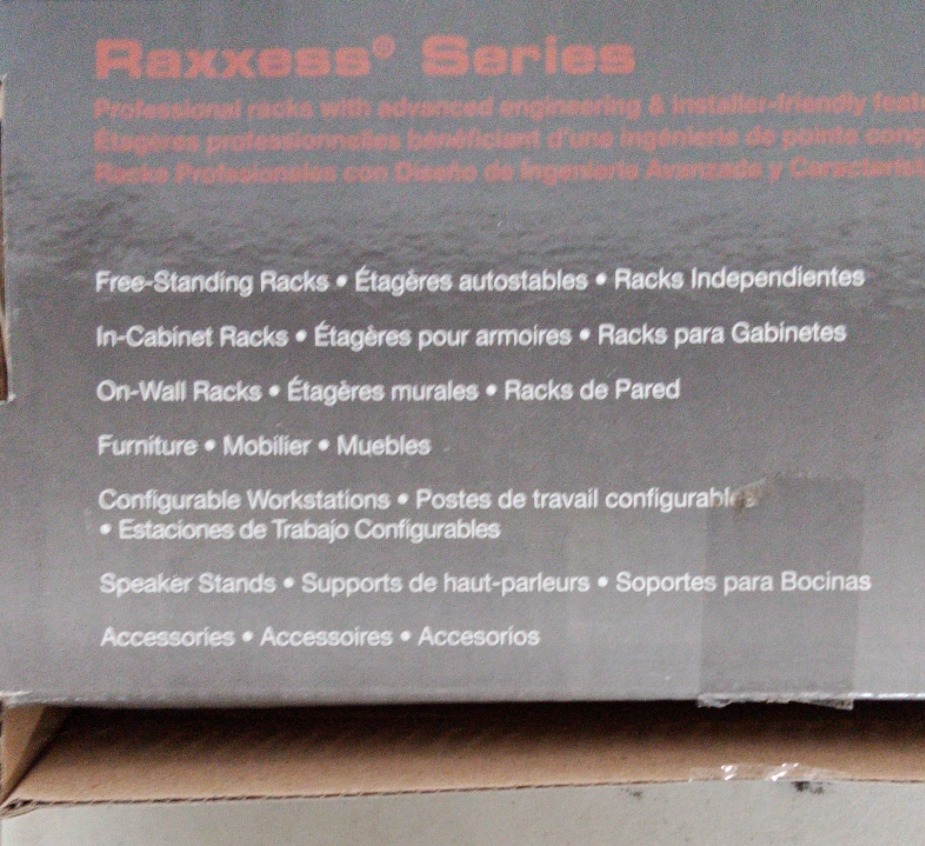 Raxxess® Series
Professional racks with advanced engineering & installer-friendly
Étagères professionnelles bénéficiant d'une ingénierie de pointe
Racks Profesionales con Diseño de Ingeniería Avanzada y
Free-Standing Racks • Étagères autostables • Racks Independientes
In-Cabinet Racks • Étagères pour armoires • Racks para Gabinetes
On-Wall Racks • Étagères murales • Racks de Pared
Furniture • Mobilier • Muebles
Configurable Workstations • Postes de travail configurables
• Estaciones de Trabajo Configurables
Speaker Stands • Supports de haut-parleurs • Soportes para Bocinas
Accessories • Accessoires • Accesorios